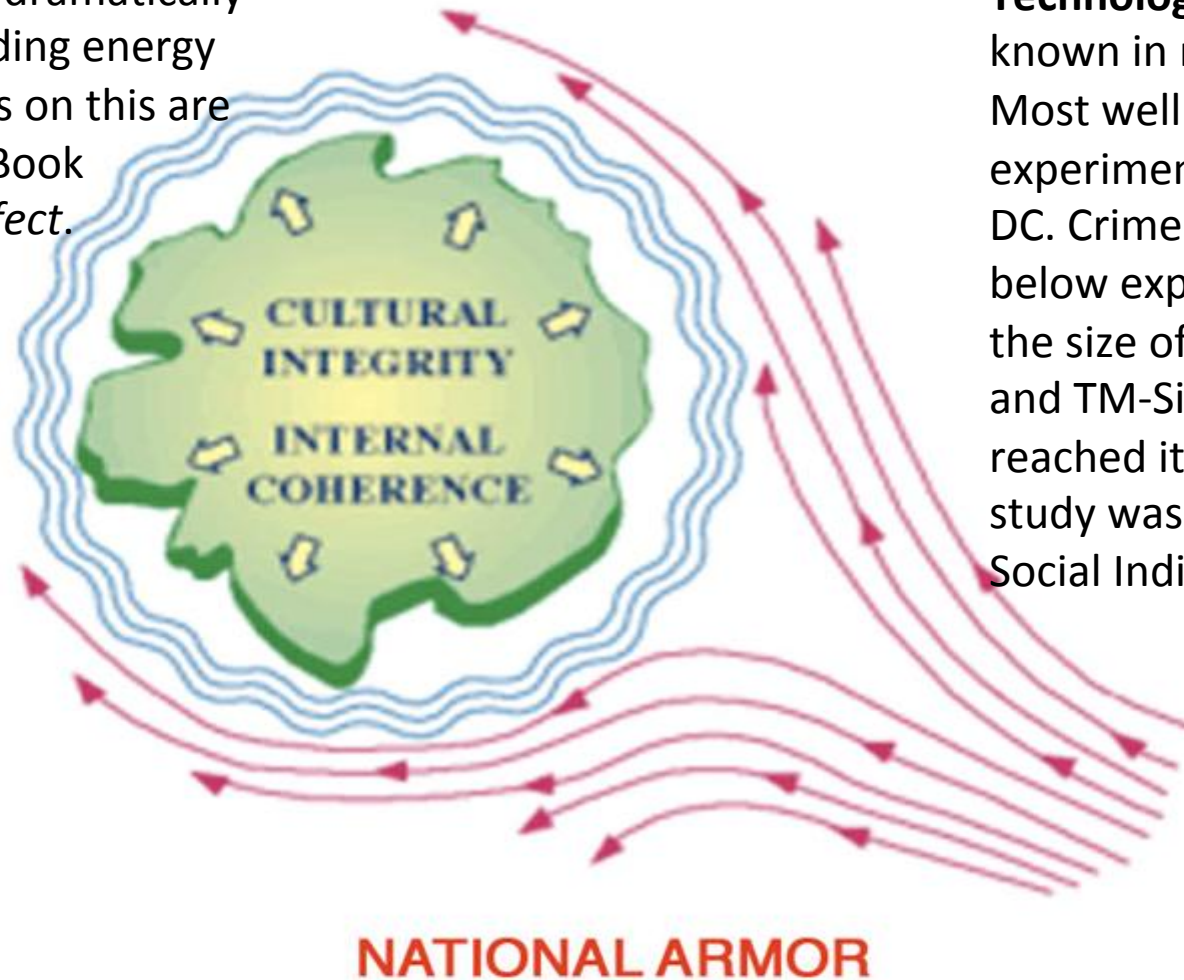 dramatically
ding energy
s on this are
Book
fect.
CULTURAL
INTEGRITY
INTERNAL
COHERENCE
Technolog
known in
Most well
experimen
DC. Crime
below exp
the size of
and TM-Si
reached it
study was
Social Indi
NATIONAL ARMOR